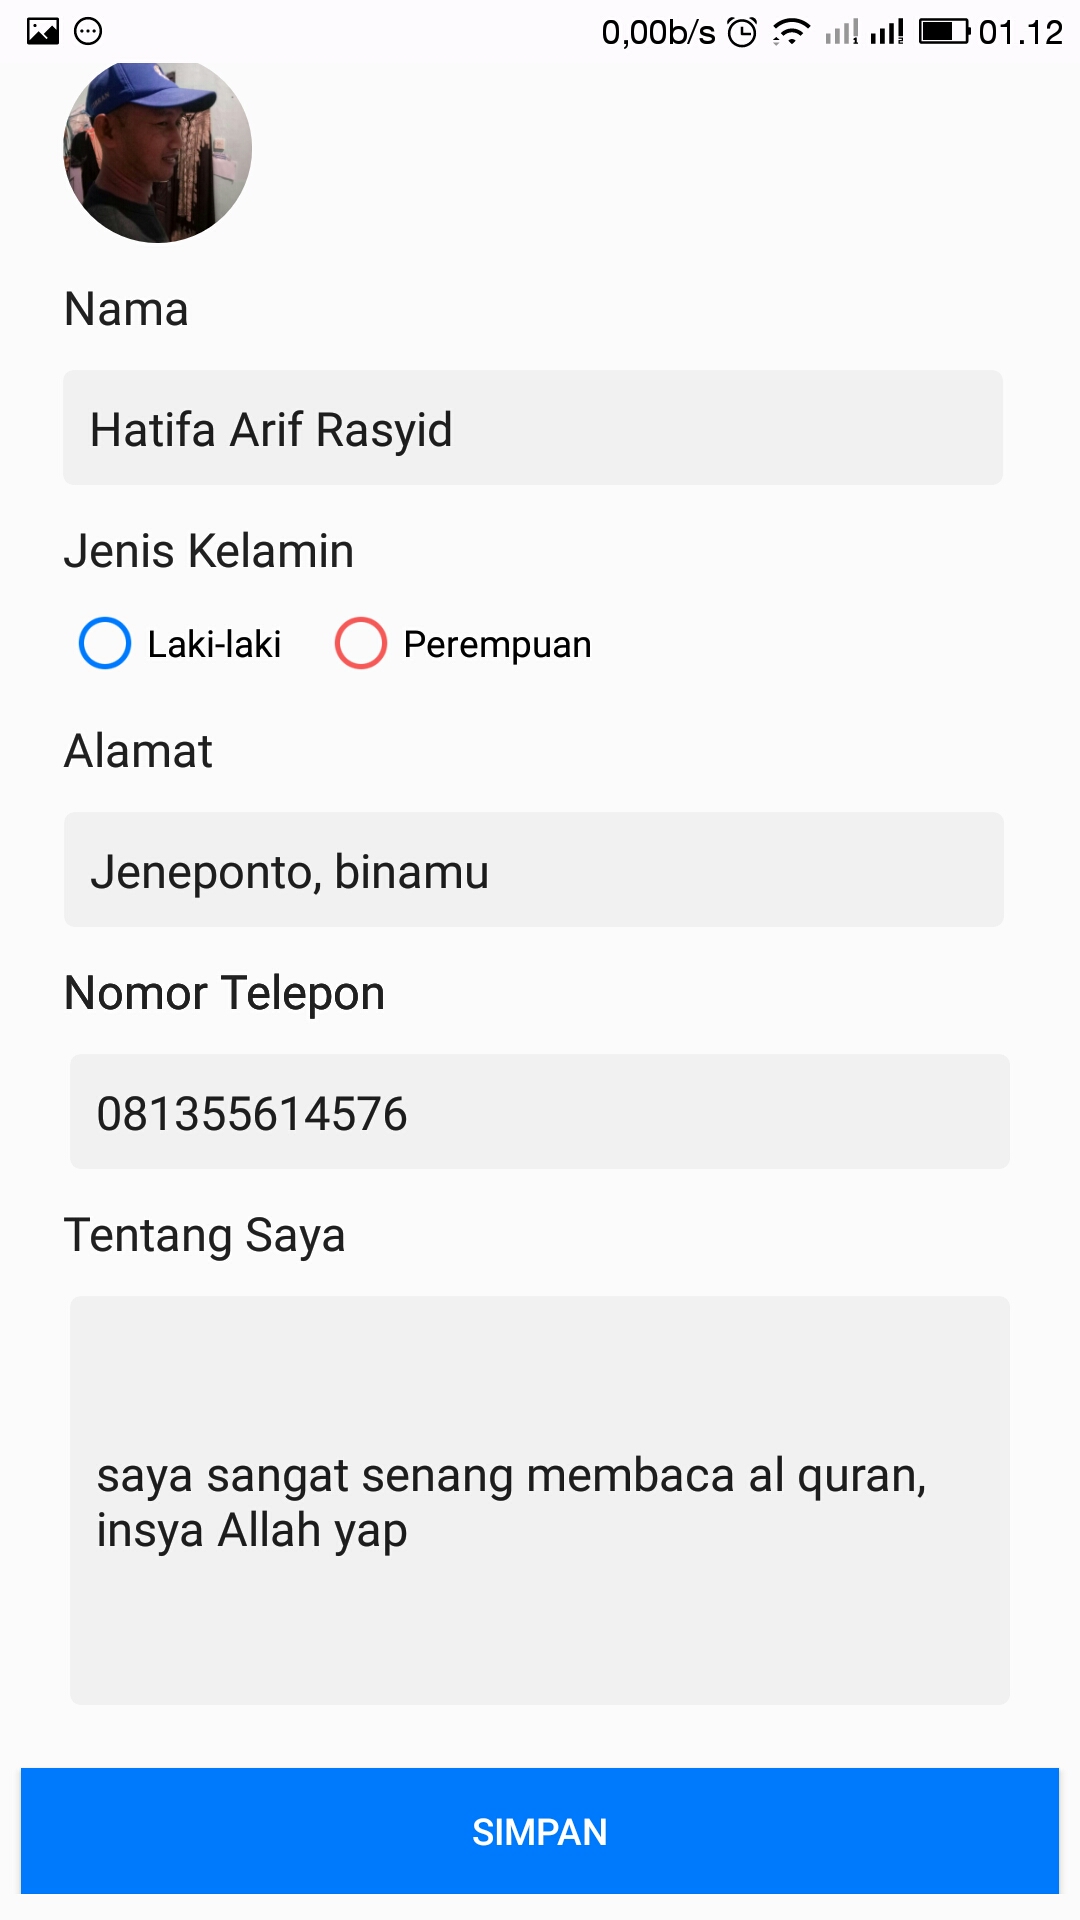 0,00b/s 01.12
Nama
Hatifa Arif Rasyid
Jenis Kelamin
Laki-laki Perempuan
Alamat
Jeneponto, binamu
Nomor Telepon
081355614576
Tentang Saya
saya sangat senang membaca al quran,
insya Allah yap
SIMPAN